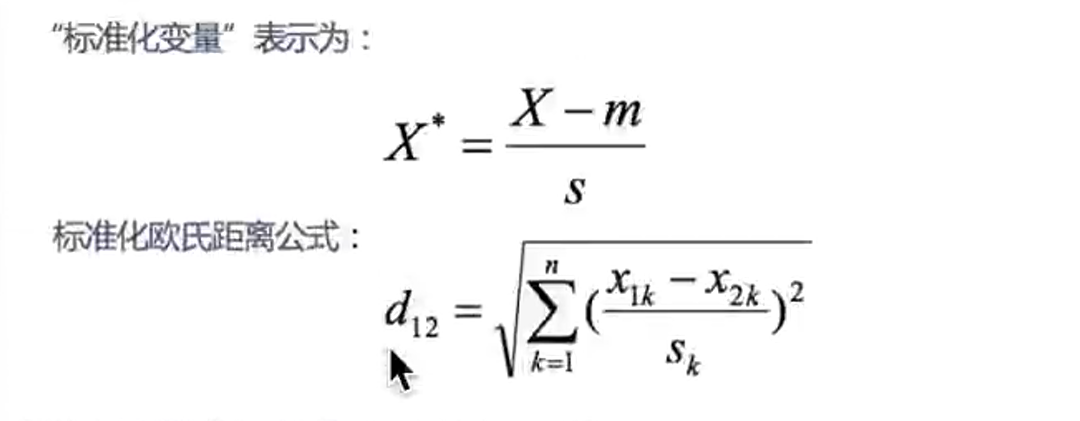 “标准化变量” 表示为：
X* = (X − m) / s
标准化欧氏距离公式：
d₁₂ = √(∑ₖ₌₁ⁿ ((x₁ₖ − x₂ₖ) / sₖ)²)